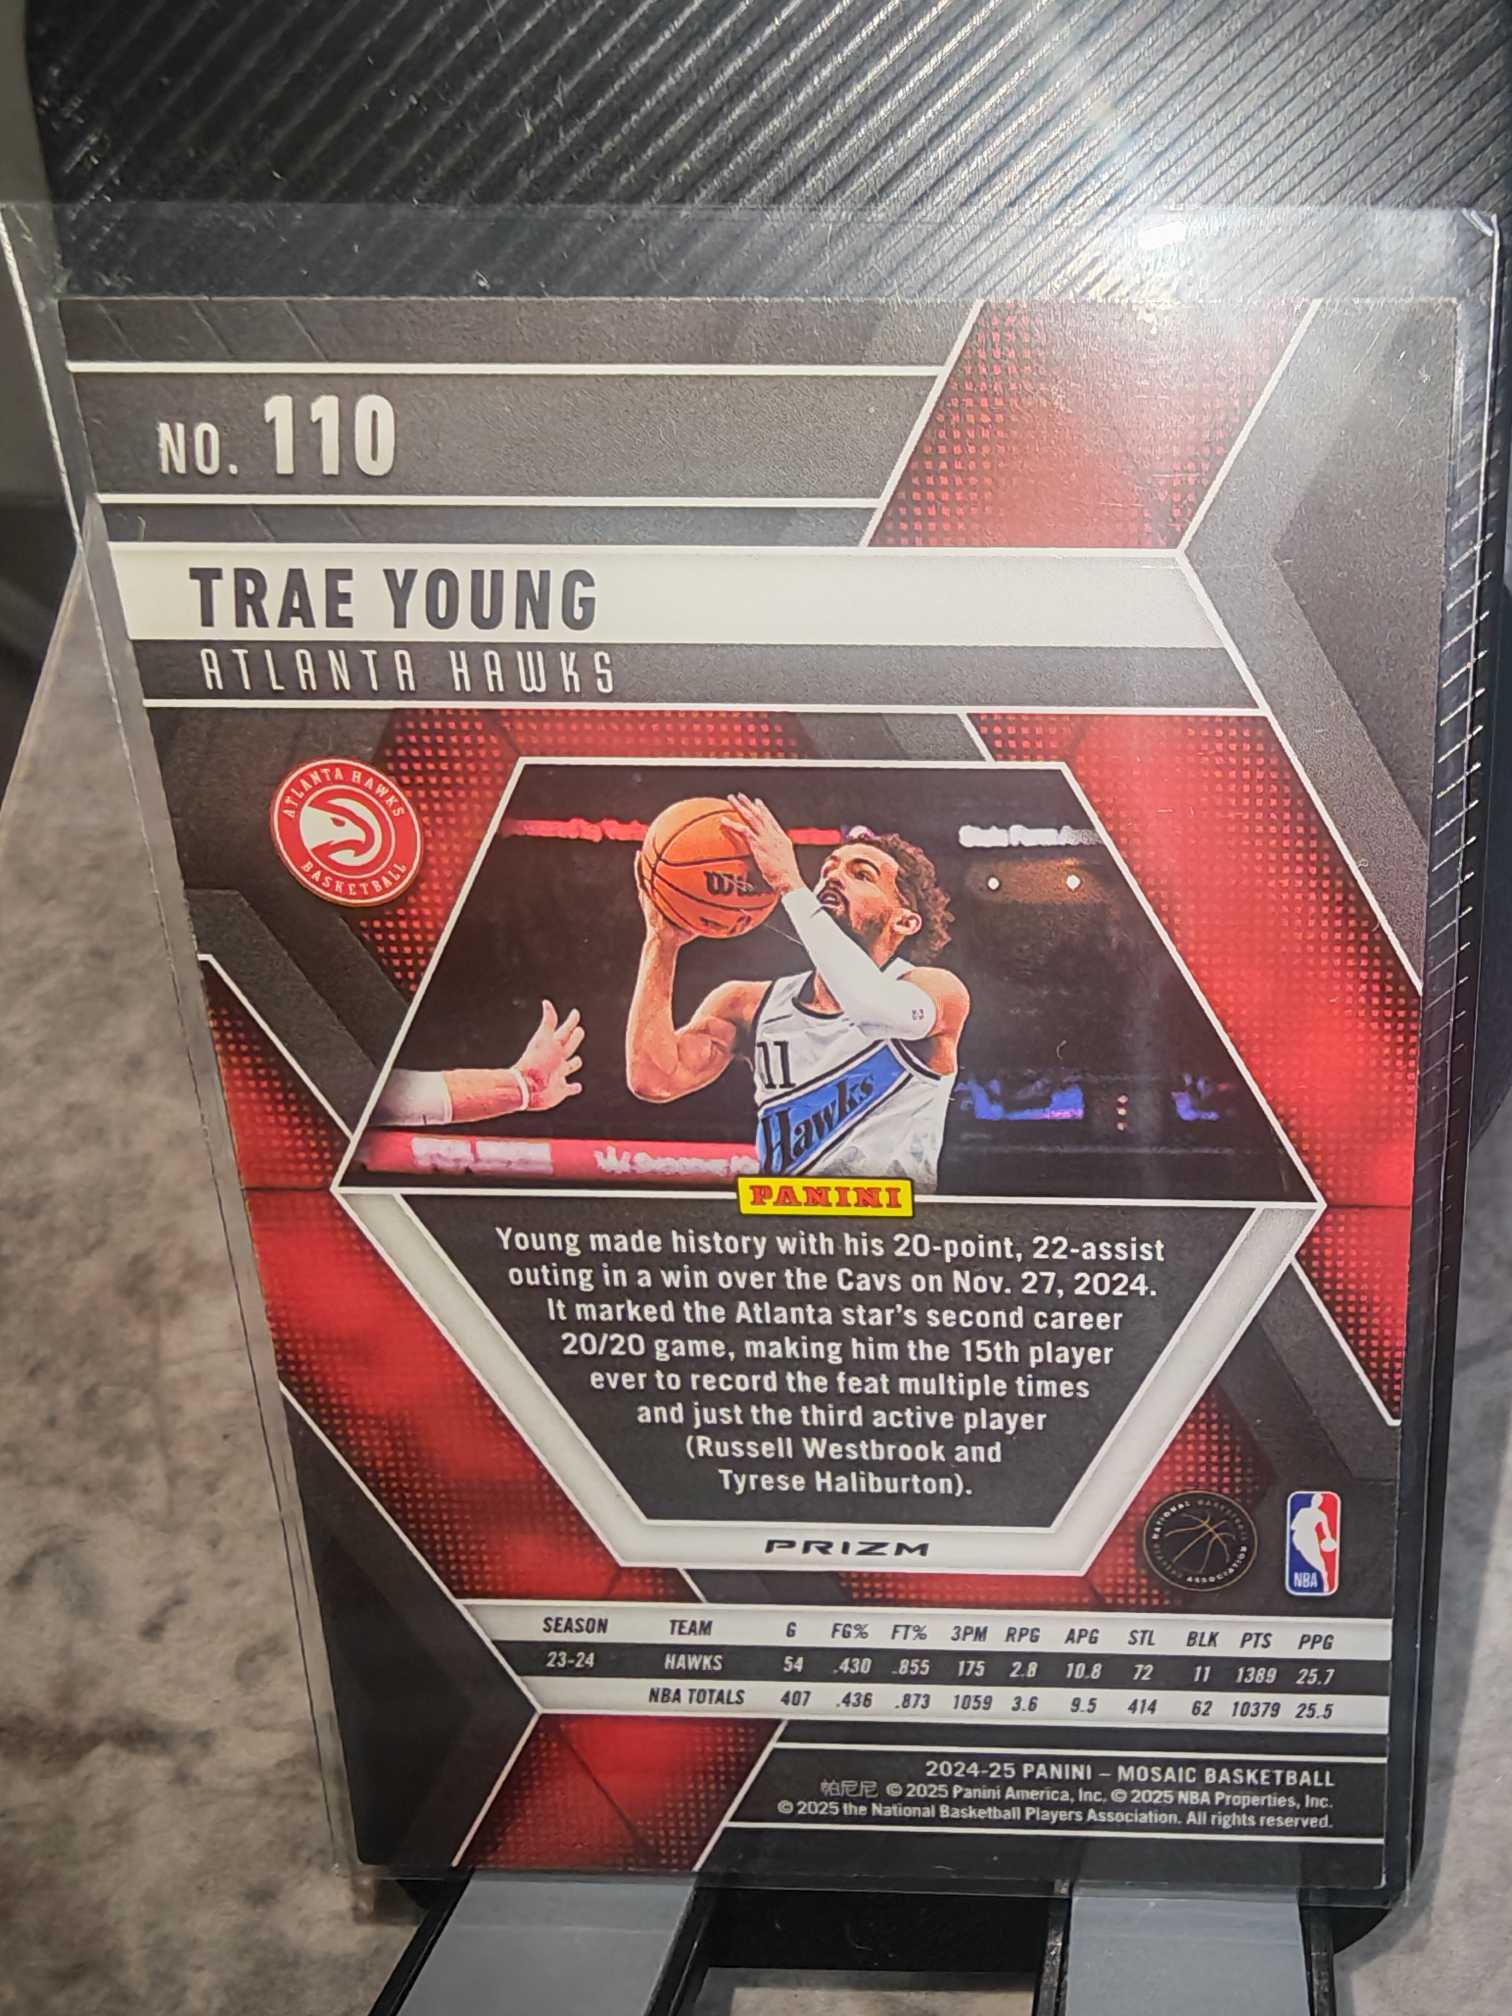 NO. 110
TRAE YOUNG
ATLANTA HAWKS
ATLANTA HAWKS
BASKETBALL
11
Hawks
PANINI
Young made history with his 20-point, 22-assist
outing in a win over the Cavs on Nov. 27, 2024.
It marked the Atlanta star's second career
20/20 game, making him the 15th player
ever to record the feat multiple times
and just the third active player
(Russell Westbrook and
Tyrese Haliburton).
PRIZM
NATIONAL BASKETBALL
PLAYERS ASSOCIATION
NBA
SEASON TEAM G FG% FT% 3PM RPG APG STL BLK PTS PPG
23-24 HAWKS 54 .430 .855 175 2.8 10.8 72 11 1389 25.7
NBA TOTALS 407 .436 .873 1059 3.6 9.5 414 62 10379 25.5
2024-25 PANINI – MOSAIC BASKETBALL
帕尼尼 © 2025 Panini America, Inc. © 2025 NBA Properties, Inc.
© 2025 the National Basketball Players Association. All rights reserved.